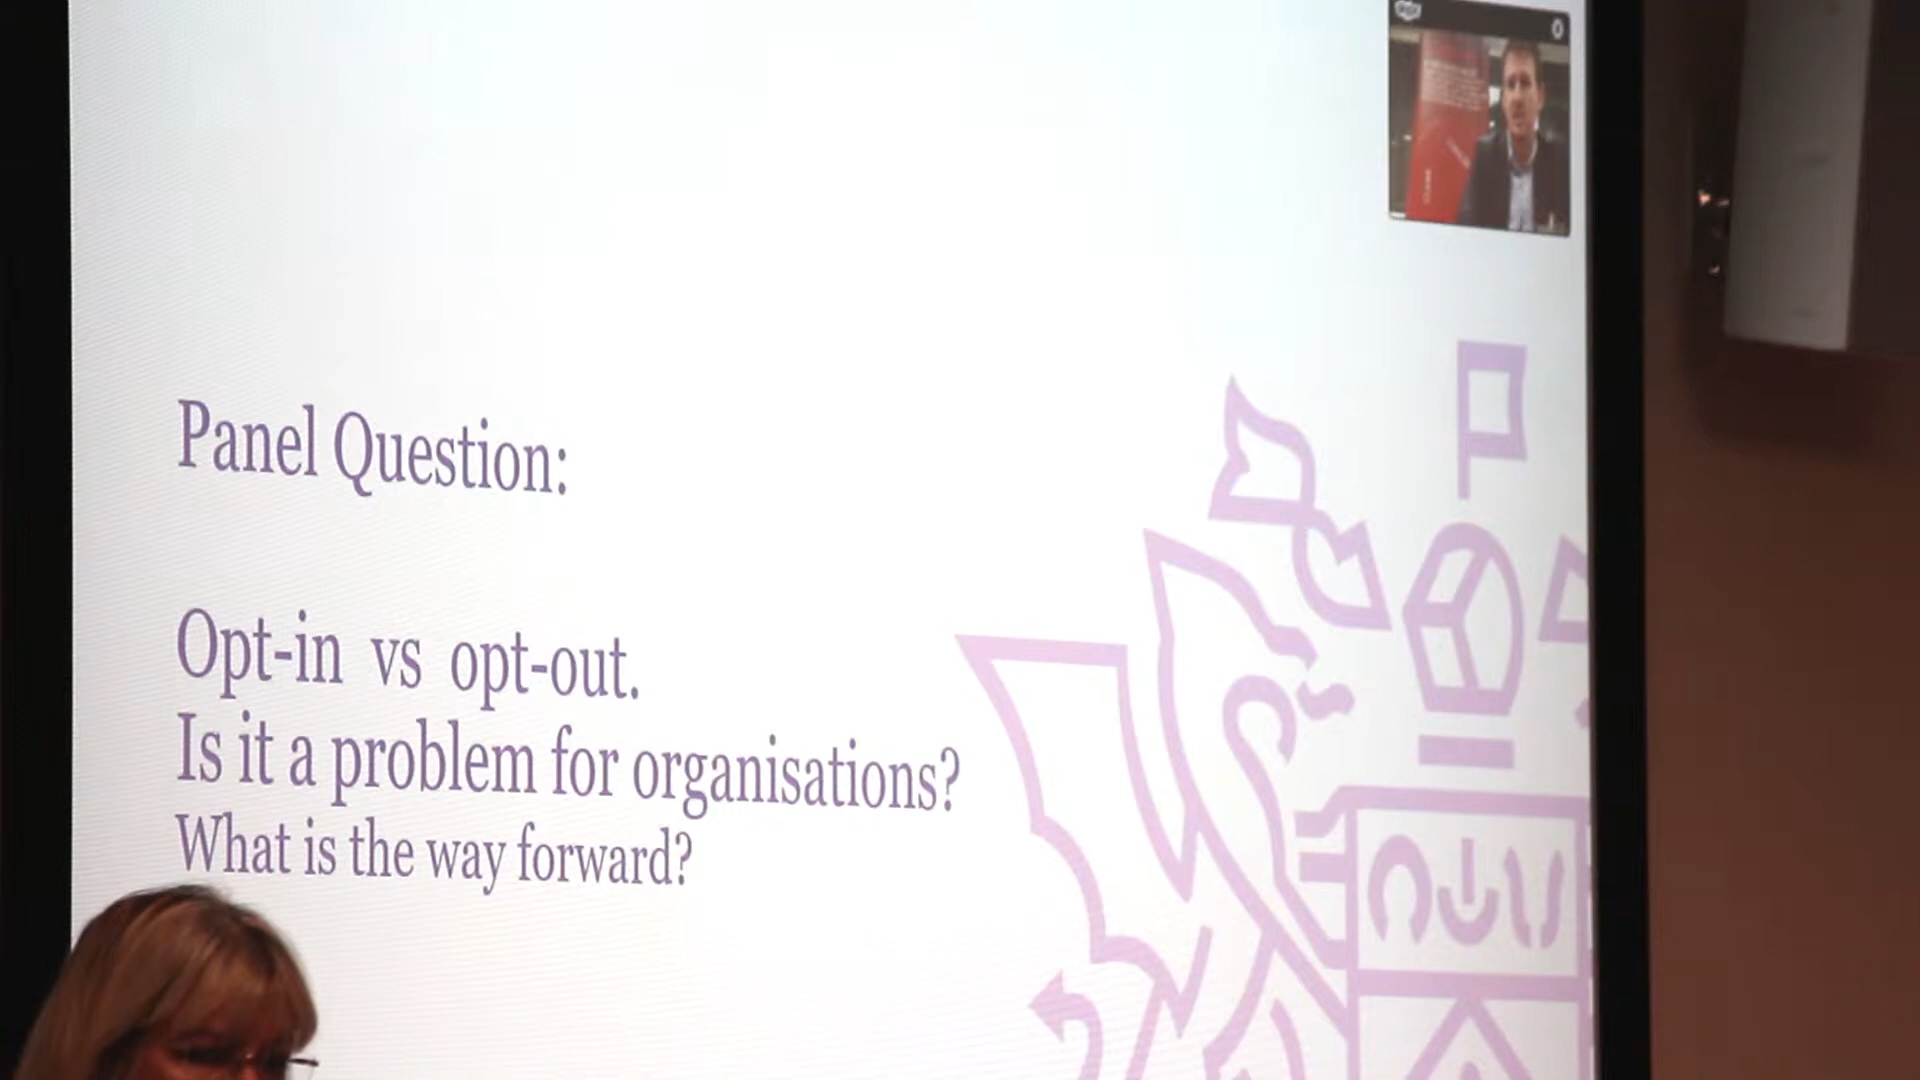 Panel Question:
Opt-in vs opt-out.
Is it a problem for organisations?
What is the way forward?